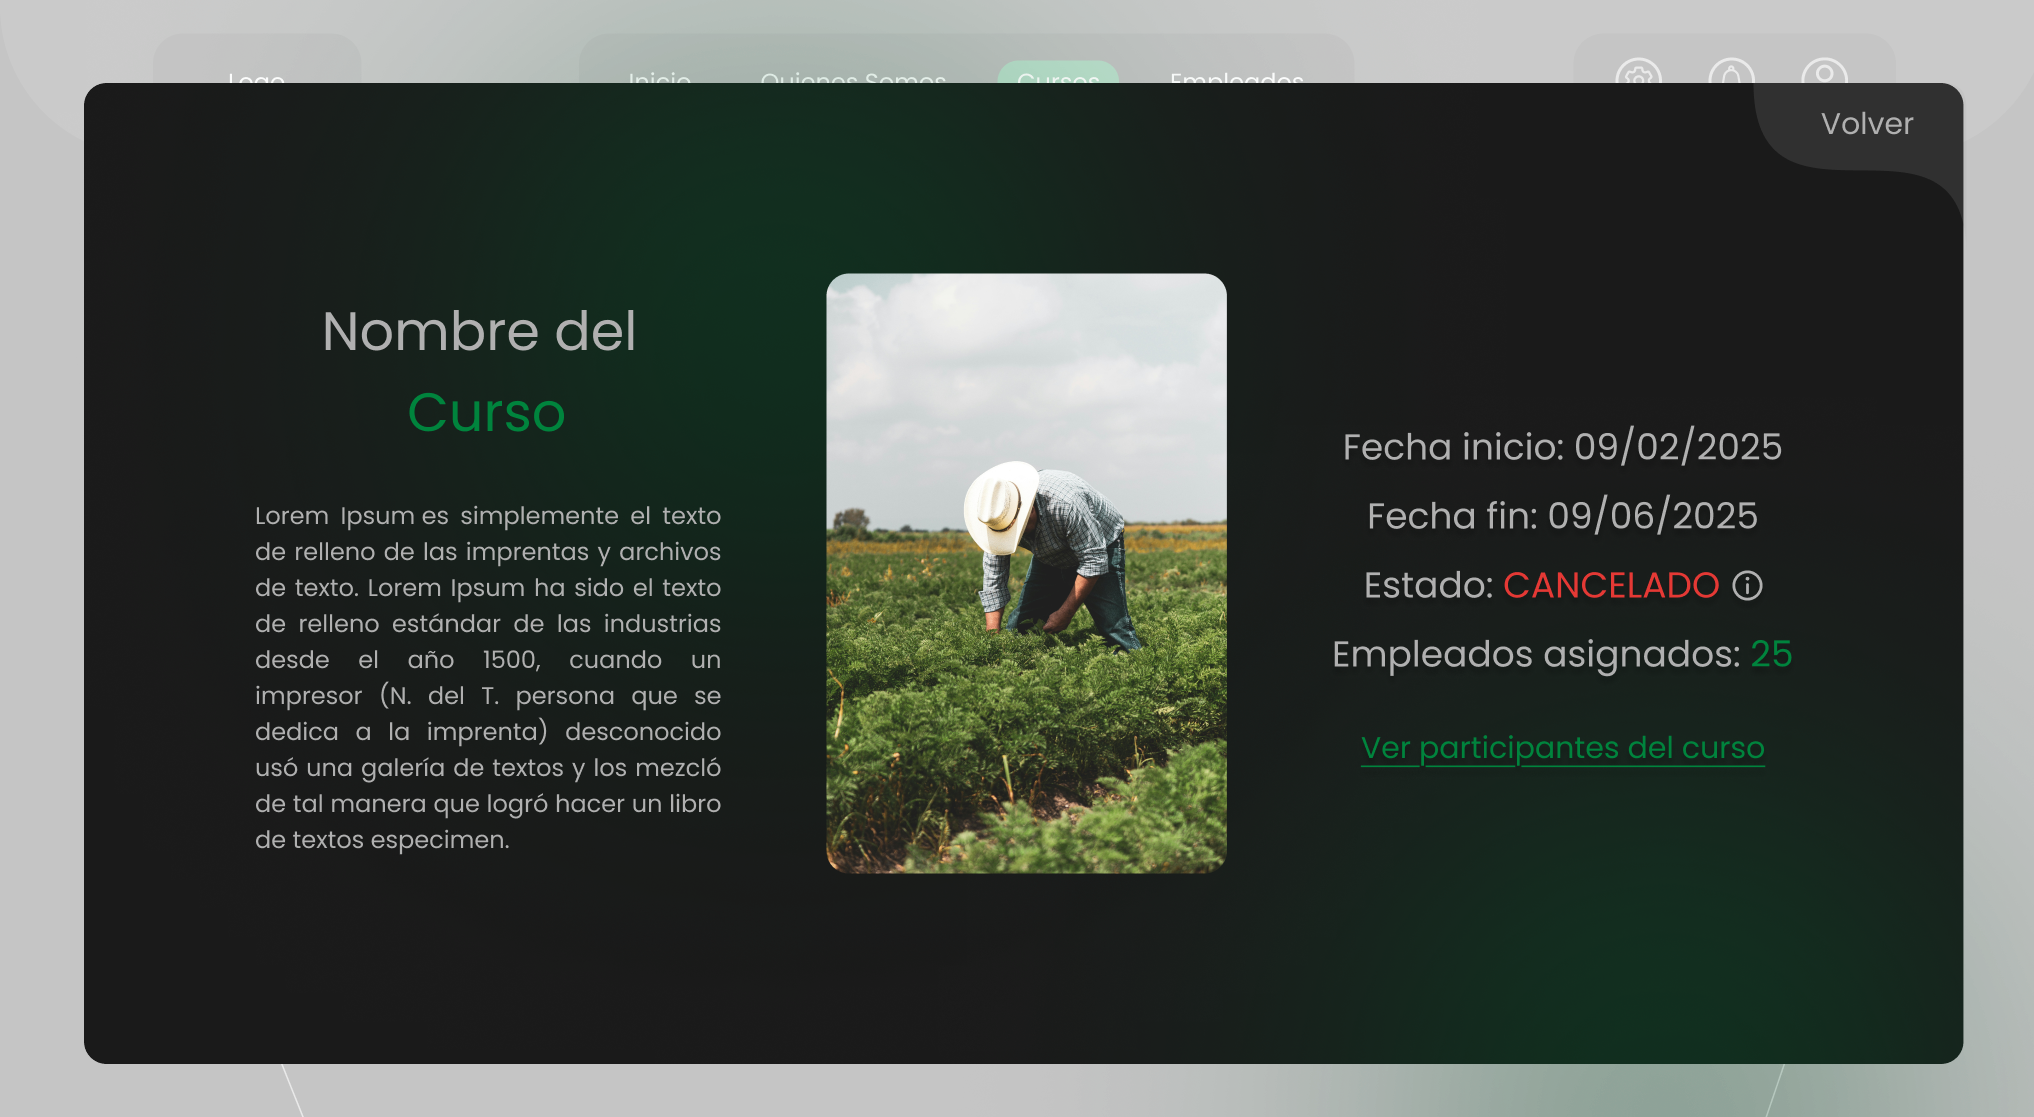 Logo
Inicio
Quienes Somos
Cursos
Empleados
Volver
Nombre del
Curso
Lorem Ipsum es simplemente el texto
de relleno de las imprentas y archivos
de texto. Lorem Ipsum ha sido el texto
de relleno estándar de las industrias
desde el año 1500, cuando un
impresor (N. del T. persona que se
dedica a la imprenta) desconocido
usó una galería de textos y los mezcló
de tal manera que logró hacer un libro
de textos especimen.
Fecha inicio: 09/02/2025
Fecha fin: 09/06/2025
Estado: CANCELADO
Empleados asignados: 25
Ver participantes del curso